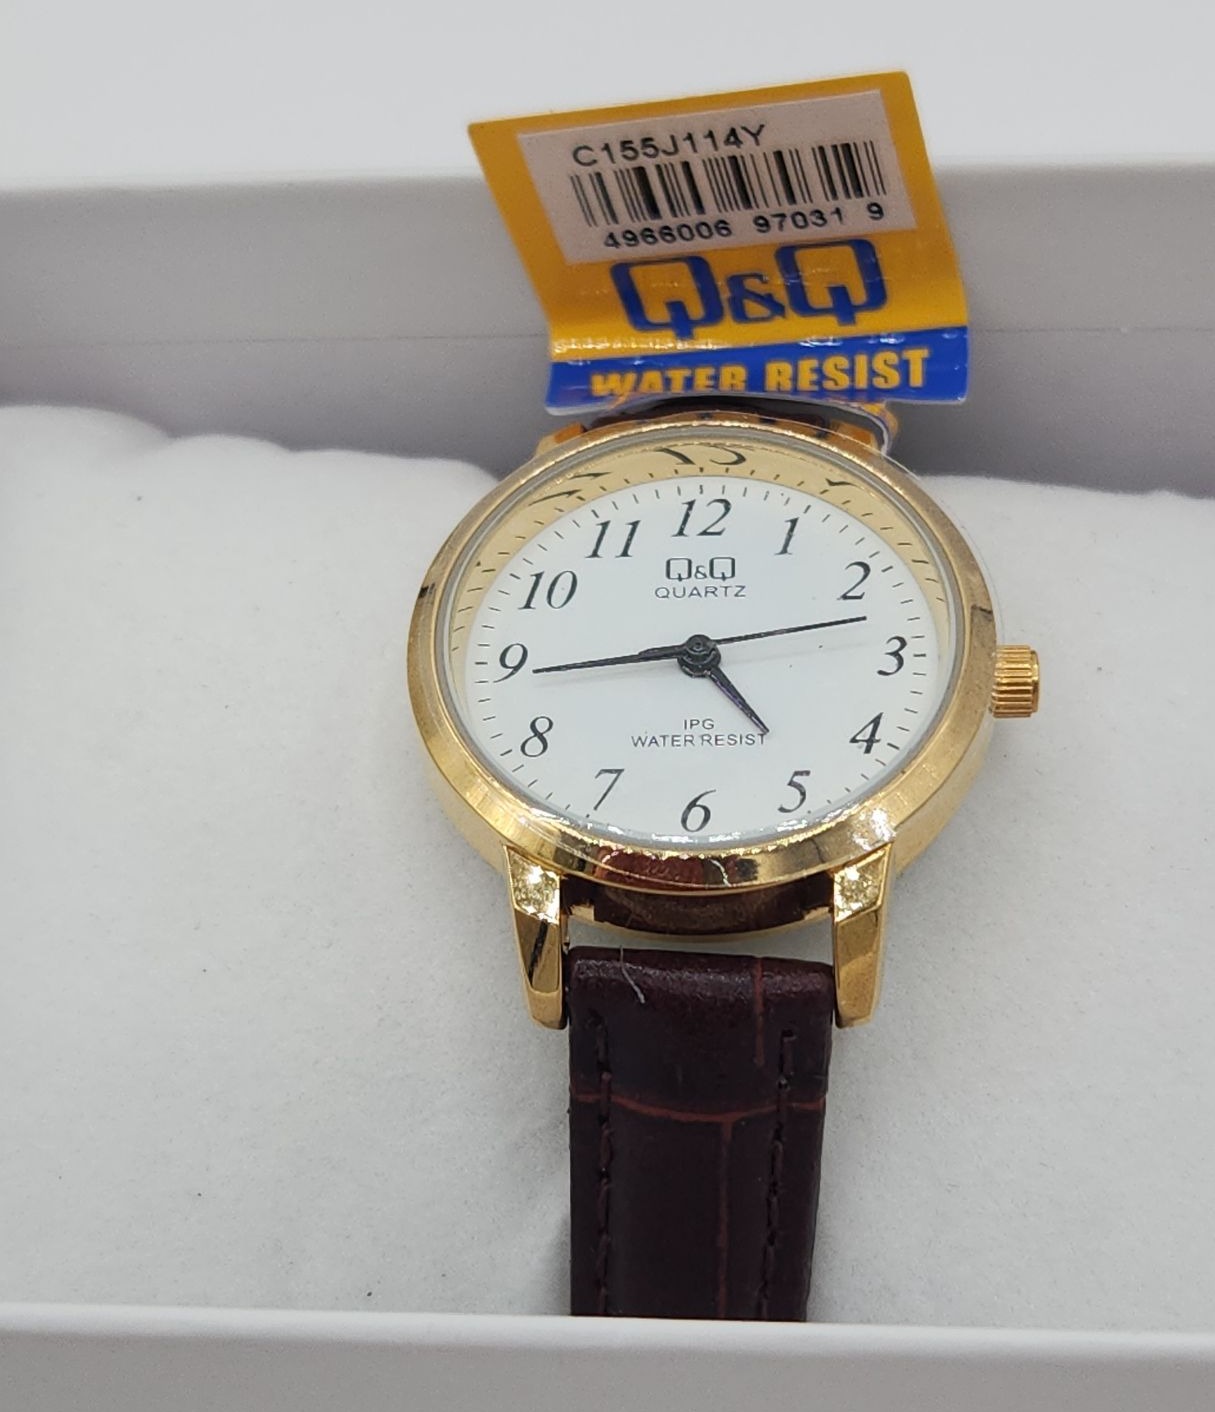 C155J114Y
4966006 97031 9
Q&Q
WATER RESIST
12
11 1
10 2
9 3
8 4
7 5
6
Q&Q
QUARTZ
IPG
WATER RESIST